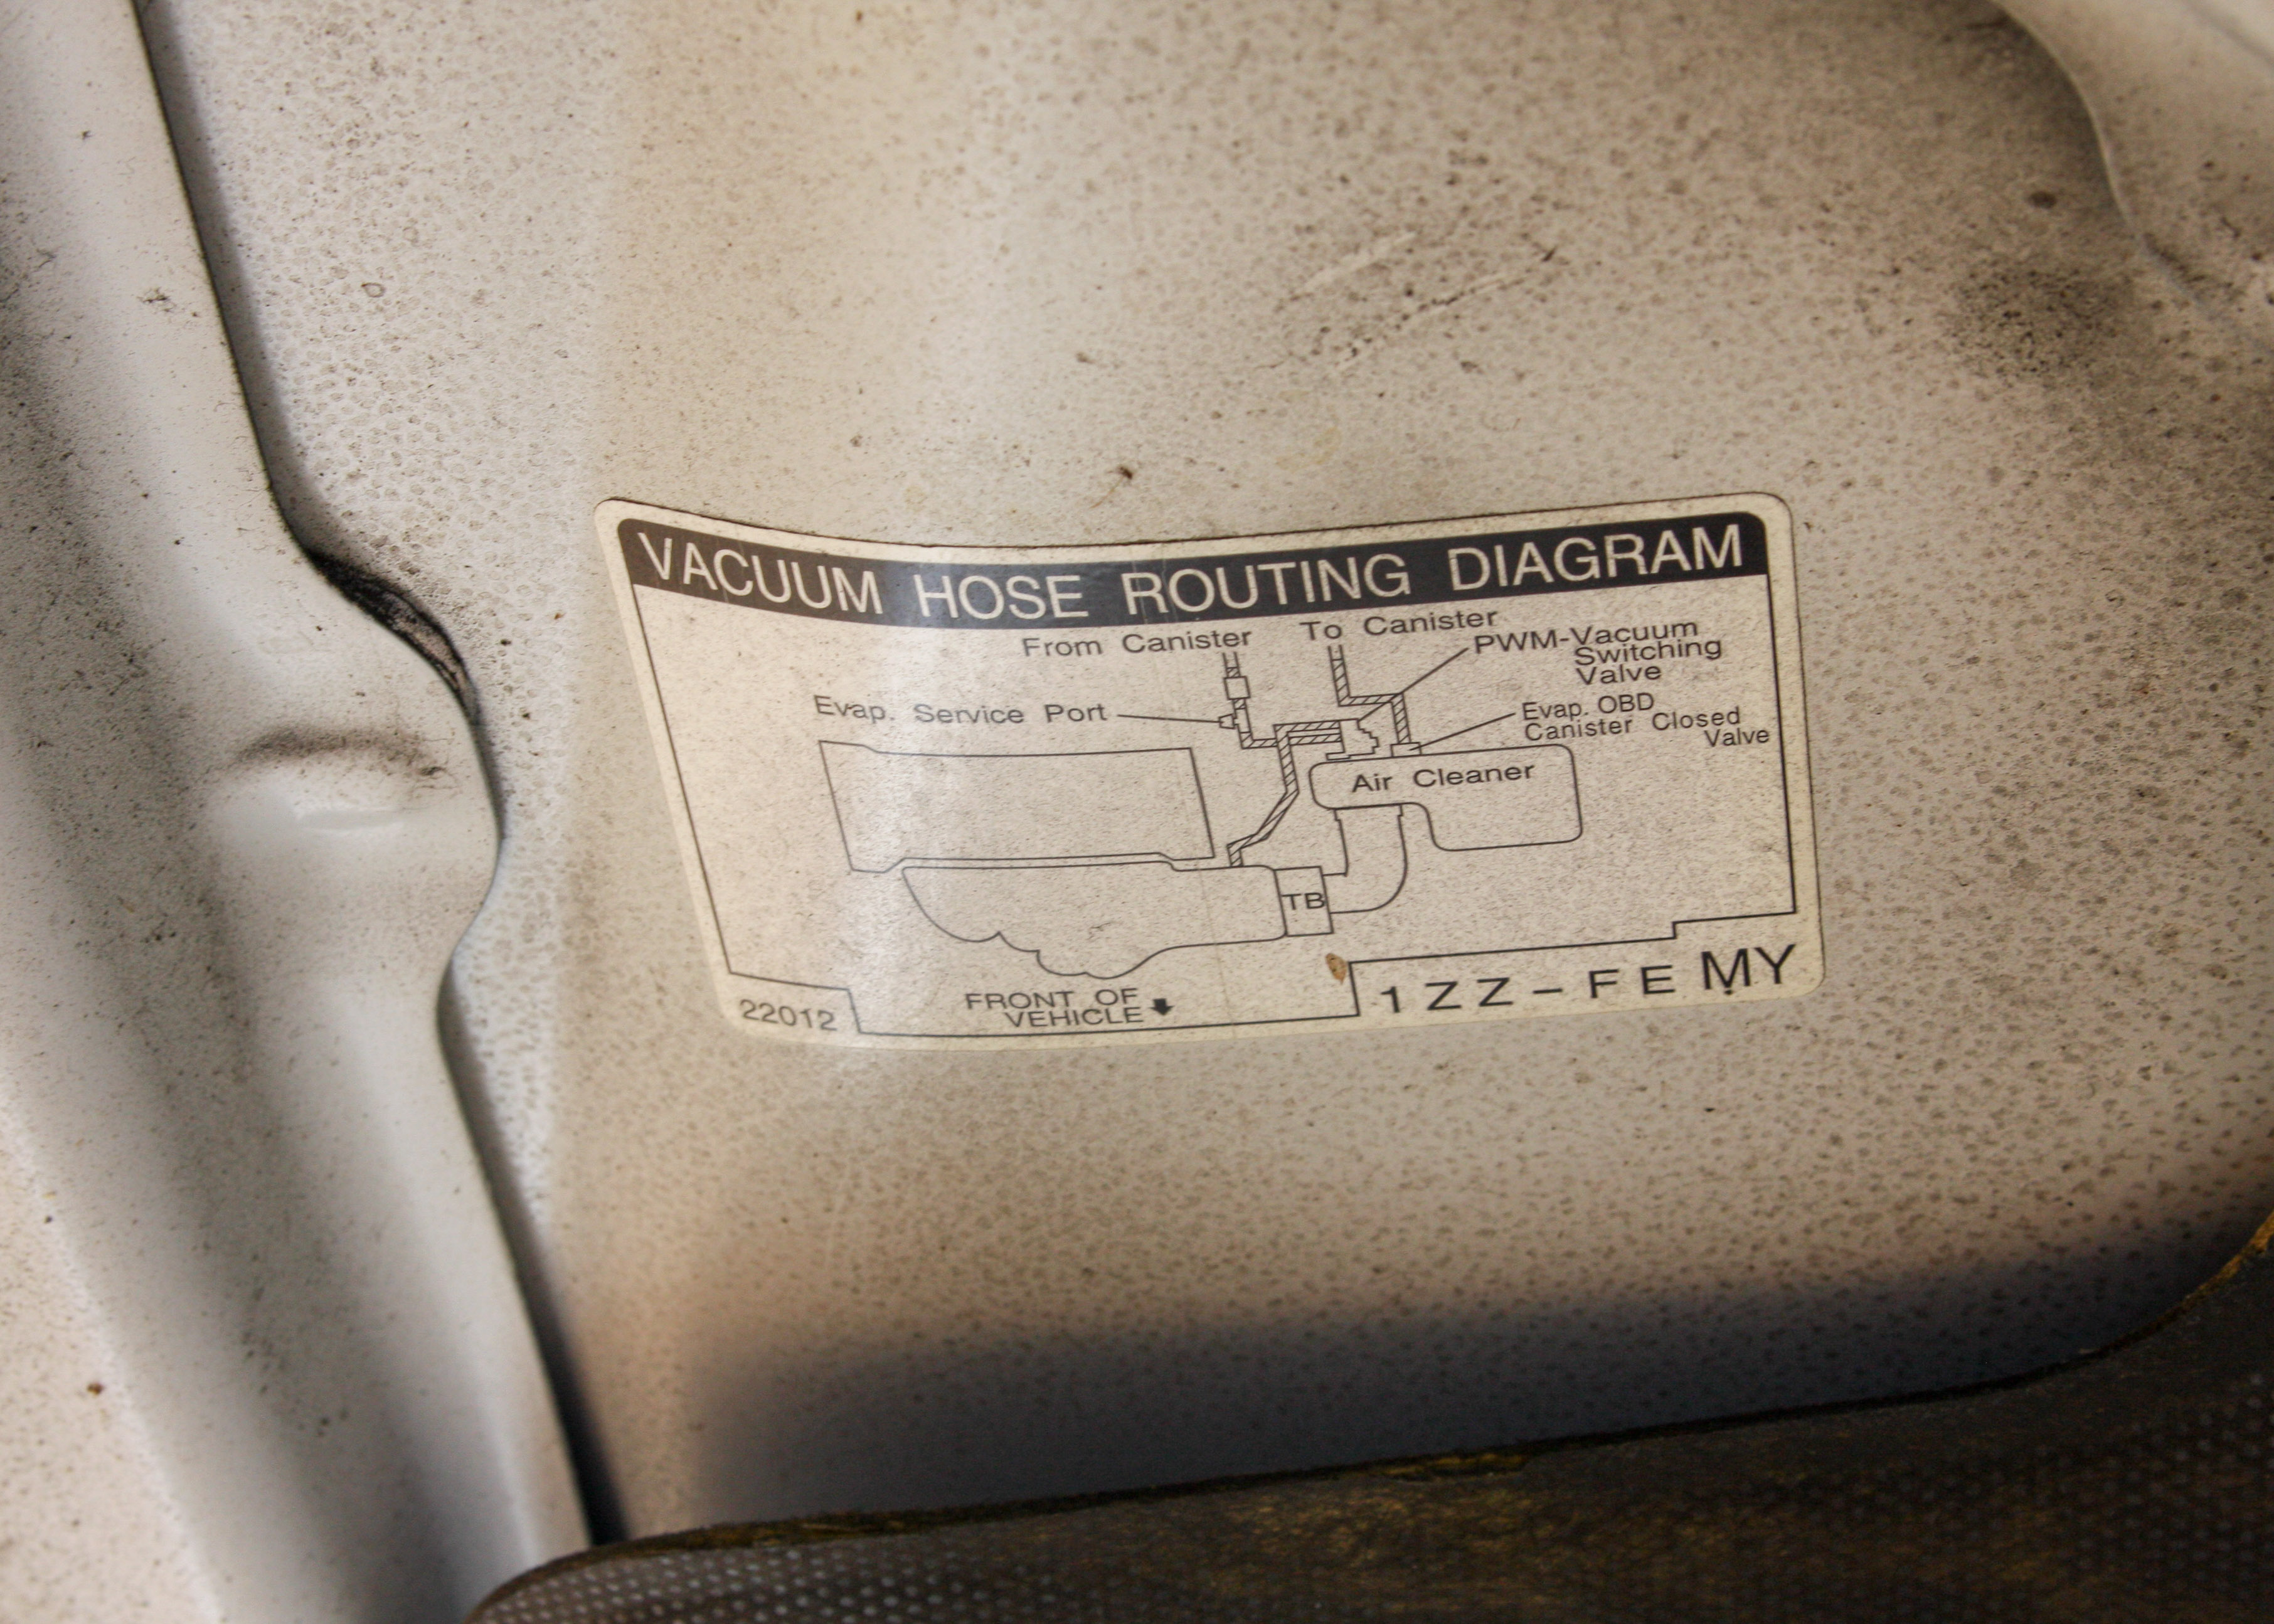 VACUUM HOSE ROUTING DIAGRAM
From Canister
To Canister
PWM-Vacuum
Switching
Valve
Evap. Service Port
Evap. OBD
Canister Closed
Valve
Air Cleaner
TB
FRONT OF
VEHICLE
22012
1ZZ-FE MY